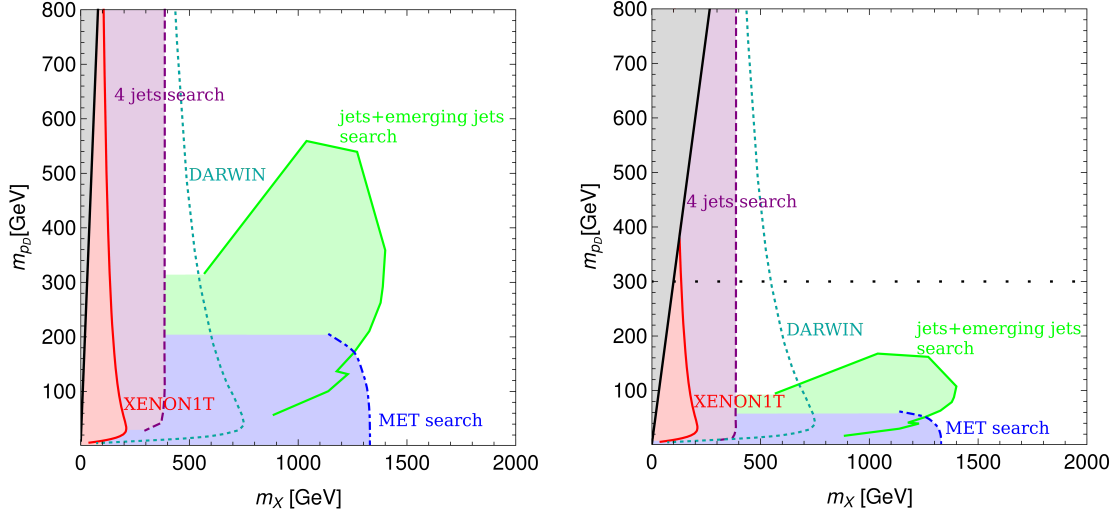 800
700
600
500
400
300
200
100
m_{p_D} [GeV]
4 jets search
jets+emerging jets
search
DARWIN
XENON1T
MET search
0
500
1000
1500
2000
m_X [GeV]
800
700
600
500
400
300
200
100
0
m_{p_D} [GeV]
4 jets search
DARWIN
jets+emerging jets
search
XENON1T
MET search
0
500
1000
1500
2000
m_X [GeV]